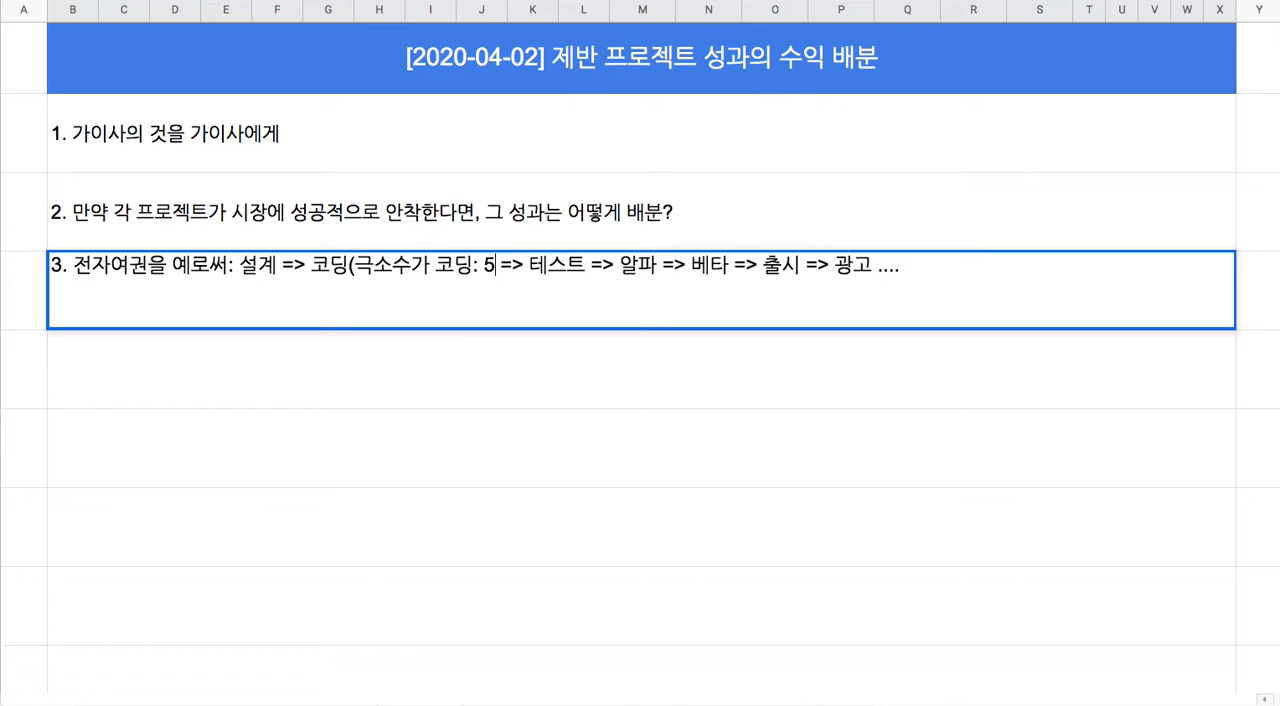 A B C D E F G H I J K L M N O P Q R S T U V W X Y
[2020-04-02] 제반 프로젝트 성과의 수익 배분
1. 가이사의 것을 가이사에게
2. 만약 각 프로젝트가 시장에 성공적으로 안착한다면, 그 성과는 어떻게 배분?
3. 전자여권을 예로써: 설계 => 코딩(극소수가 코딩: 5 => 테스트 => 알파 => 베타 => 출시 => 광고 ....